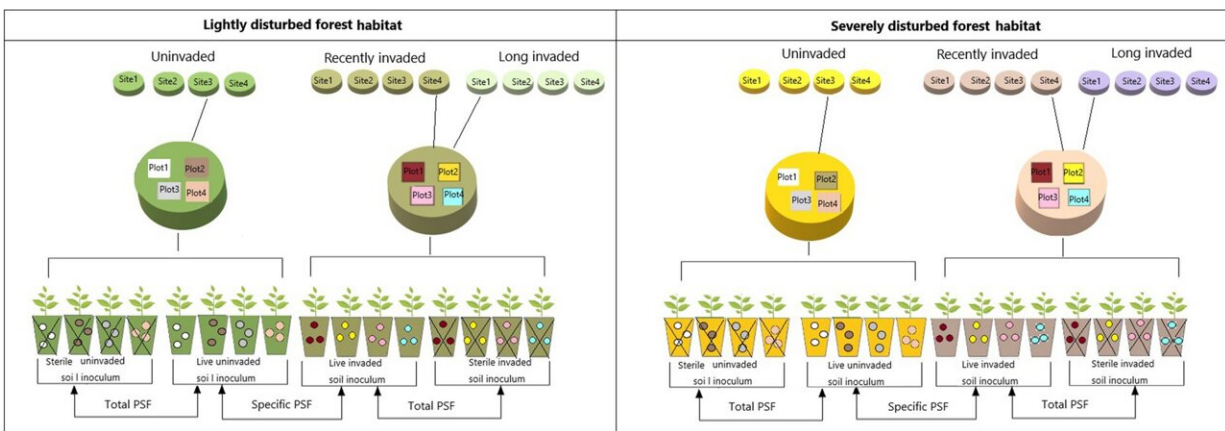 Lightly disturbed forest habitat
Uninvaded
Recently invaded
Long invaded
Site1 Site2 Site3 Site4
Site1 Site2 Site3 Site4
Site1 Site2 Site3 Site4
Plot1 Plot2
Plot3 Plot4
Plot1 Plot2
Plot3 Plot4
Sterile uninvaded
soi l inoculum
Live uninvaded
soil inoculum
Live invaded
soil inoculum
Sterile invaded
soil inoculum
Total PSF
Specific PSF
Total PSF
Severely disturbed forest habitat
Uninvaded
Recently invaded
Long invaded
Site1 Site2 Site3 Site4
Site1 Site2 Site3 Site4
Site1 Site2 Site3 Site4
Plot1 Plot2
Plot3 Plot4
Plot1 Plot2
Plot3 Plot4
Sterile uninvaded
soi l inoculum
Live uninvaded
soil inoculum
Live invaded
soil inoculum
Sterile invaded
soil inoculum
Total PSF
Specific PSF
Total PSF